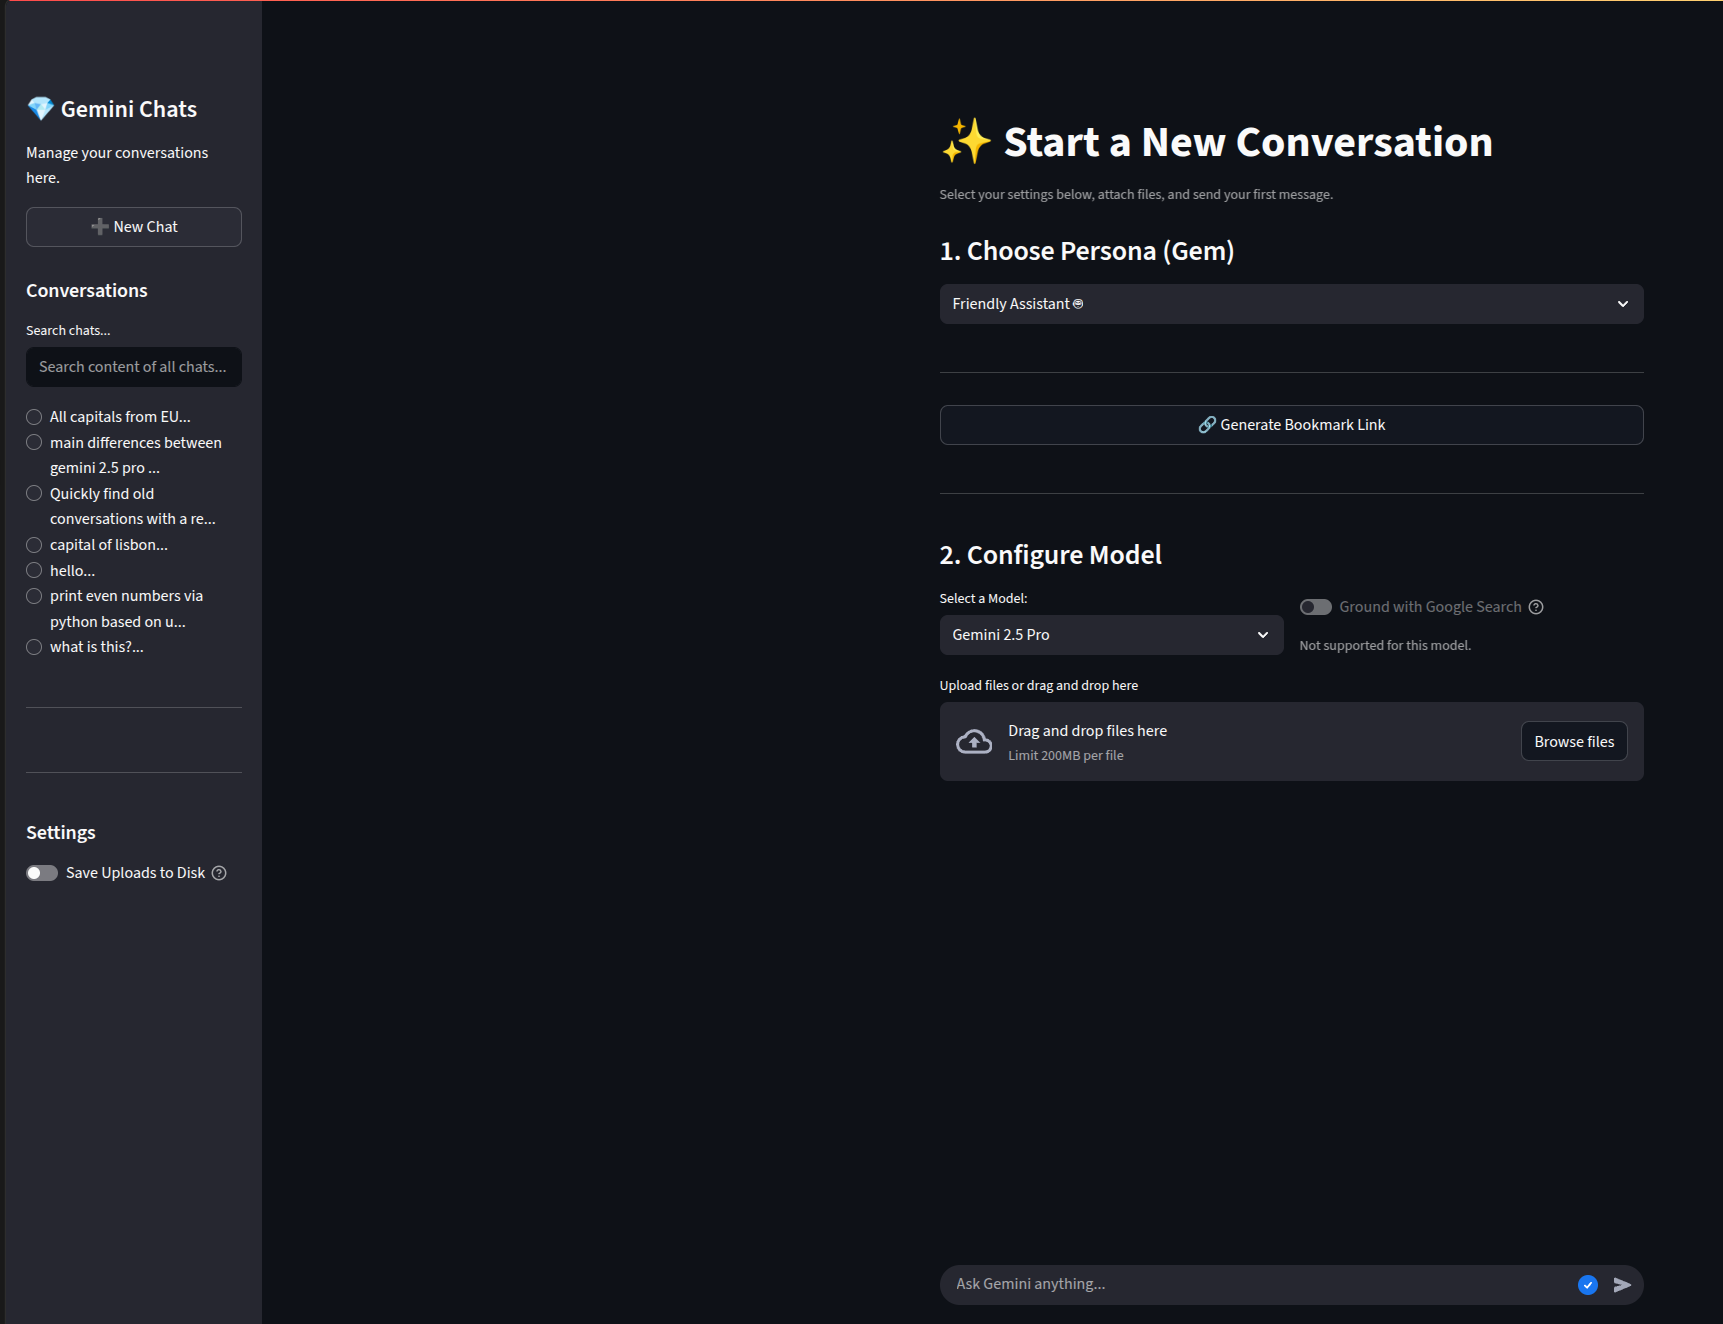 💎 Gemini Chats
Manage your conversations
here.
➕ New Chat
Conversations
Search chats...
Search content of all chats...
All capitals from EU...
main differences between
gemini 2.5 pro ...
Quickly find old
conversations with a re...
capital of lisbon...
hello...
print even numbers via
python based on u...
what is this?...
Settings
Save Uploads to Disk
✨ Start a New Conversation
Select your settings below, attach files, and send your first message.
1. Choose Persona (Gem)
Friendly Assistant
🔗 Generate Bookmark Link
2. Configure Model
Select a Model:
Gemini 2.5 Pro
Ground with Google Search
Not supported for this model.
Upload files or drag and drop here
Drag and drop files here
Limit 200MB per file
Browse files
Ask Gemini anything...